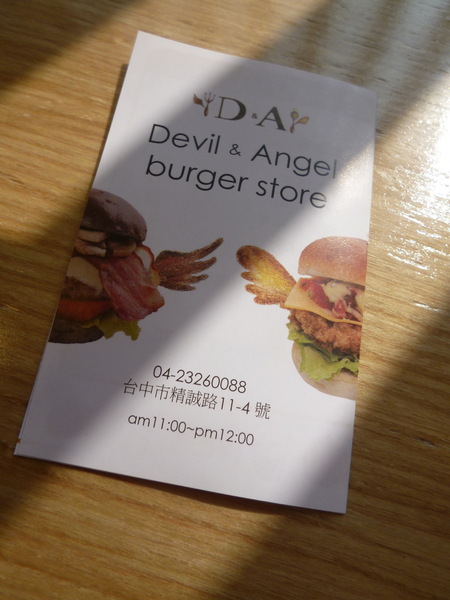 D&A
Devil & Angel
burger store
04-23260088
台中市精誠路11-4 號
am11:00~pm12:00